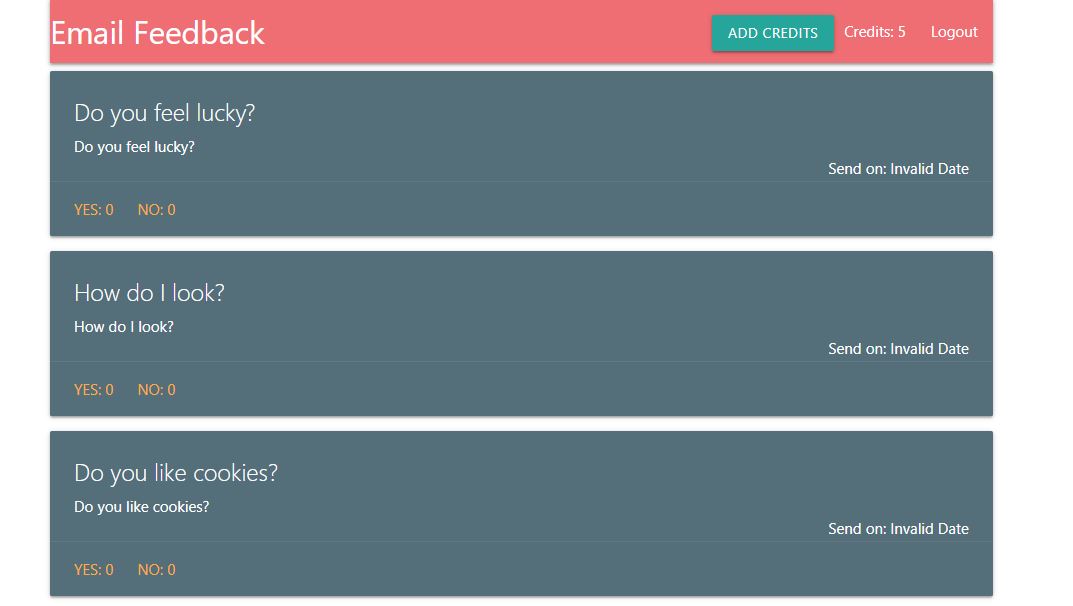 Email Feedback
ADD CREDITS
Credits: 5
Logout
Do you feel lucky?
Do you feel lucky?
Send on: Invalid Date
YES: 0 NO: 0
How do I look?
How do I look?
Send on: Invalid Date
YES: 0 NO: 0
Do you like cookies?
Do you like cookies?
Send on: Invalid Date
YES: 0 NO: 0